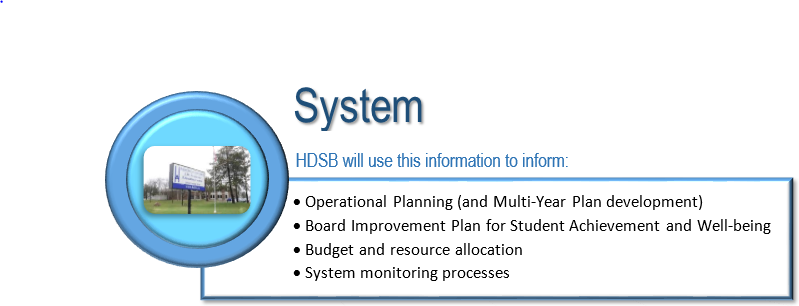 System
HDSB will use this information to inform:
• Operational Planning (and Multi-Year Plan development)
• Board Improvement Plan for Student Achievement and Well-being
• Budget and resource allocation
• System monitoring processes